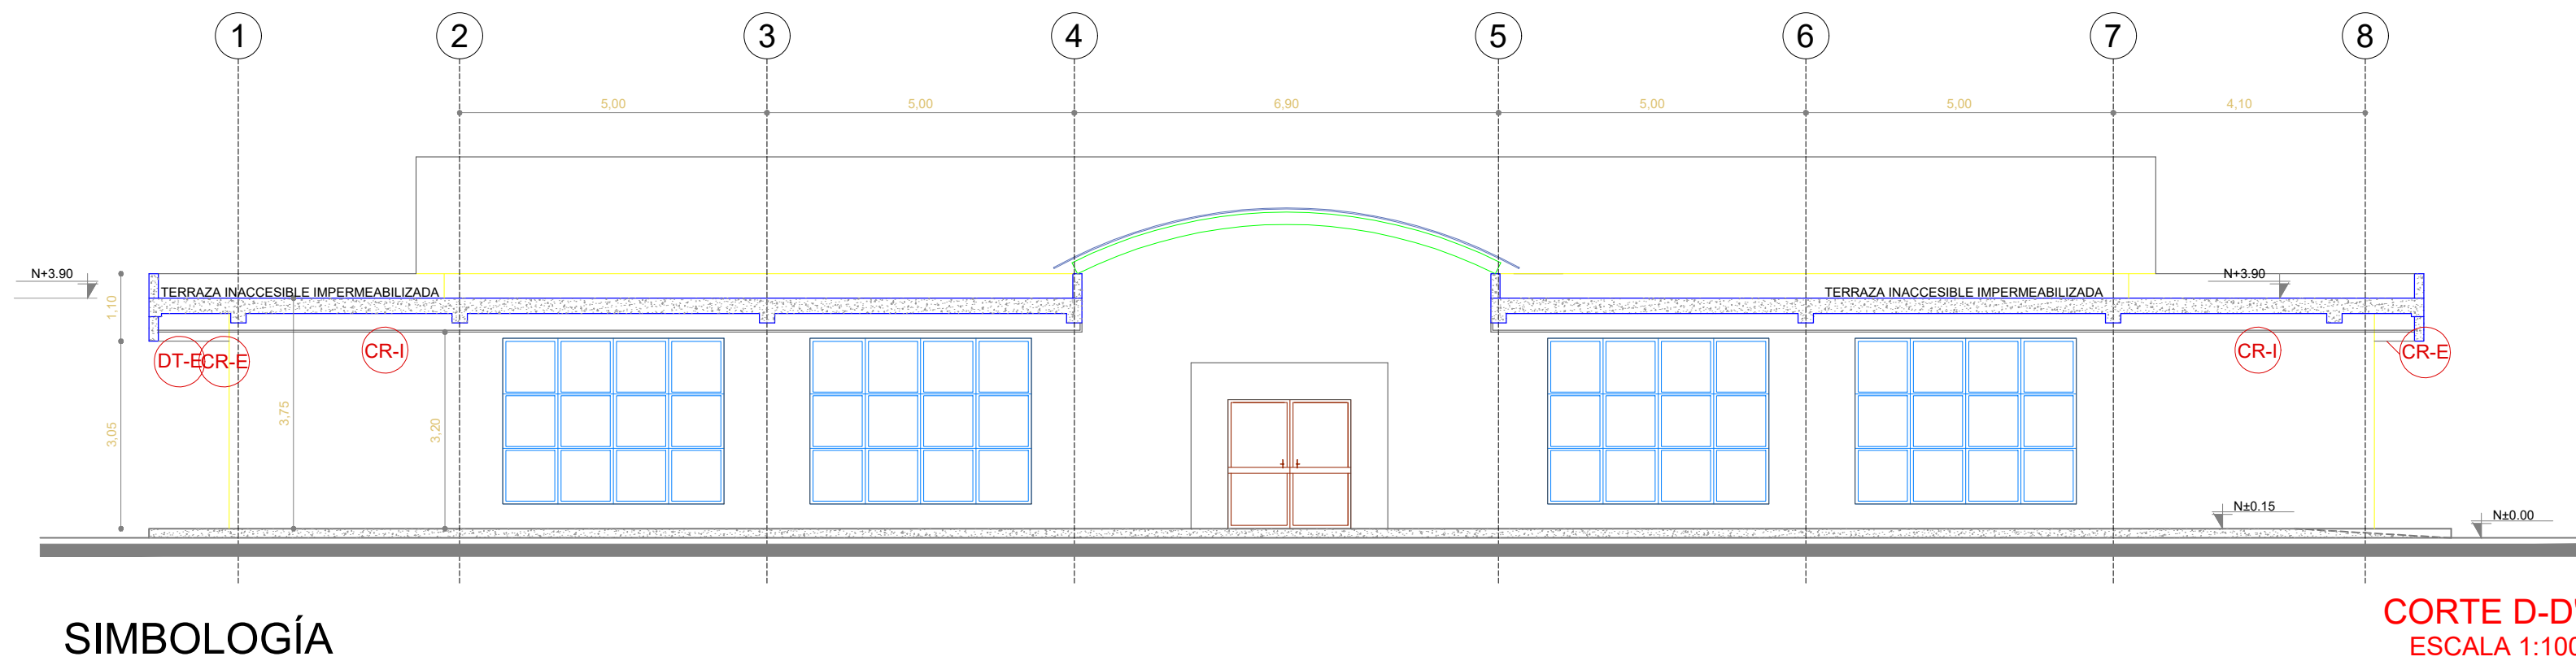 1 2 3 4 5 6 7 8
5,00 5,00 6,90 5,00 5,00 4,10
N+3.90 N+3.90
TERRAZA INACCESIBLE IMPERMEABILIZADA TERRAZA INACCESIBLE IMPERMEABILIZADA
1,10
DT-E CR-E CR-I CR-I CR-E
3,05 3,75 3,20
N±0.15
N±0.00
CORTE D-D'
SIMBOLOGÍA
ESCALA 1:100